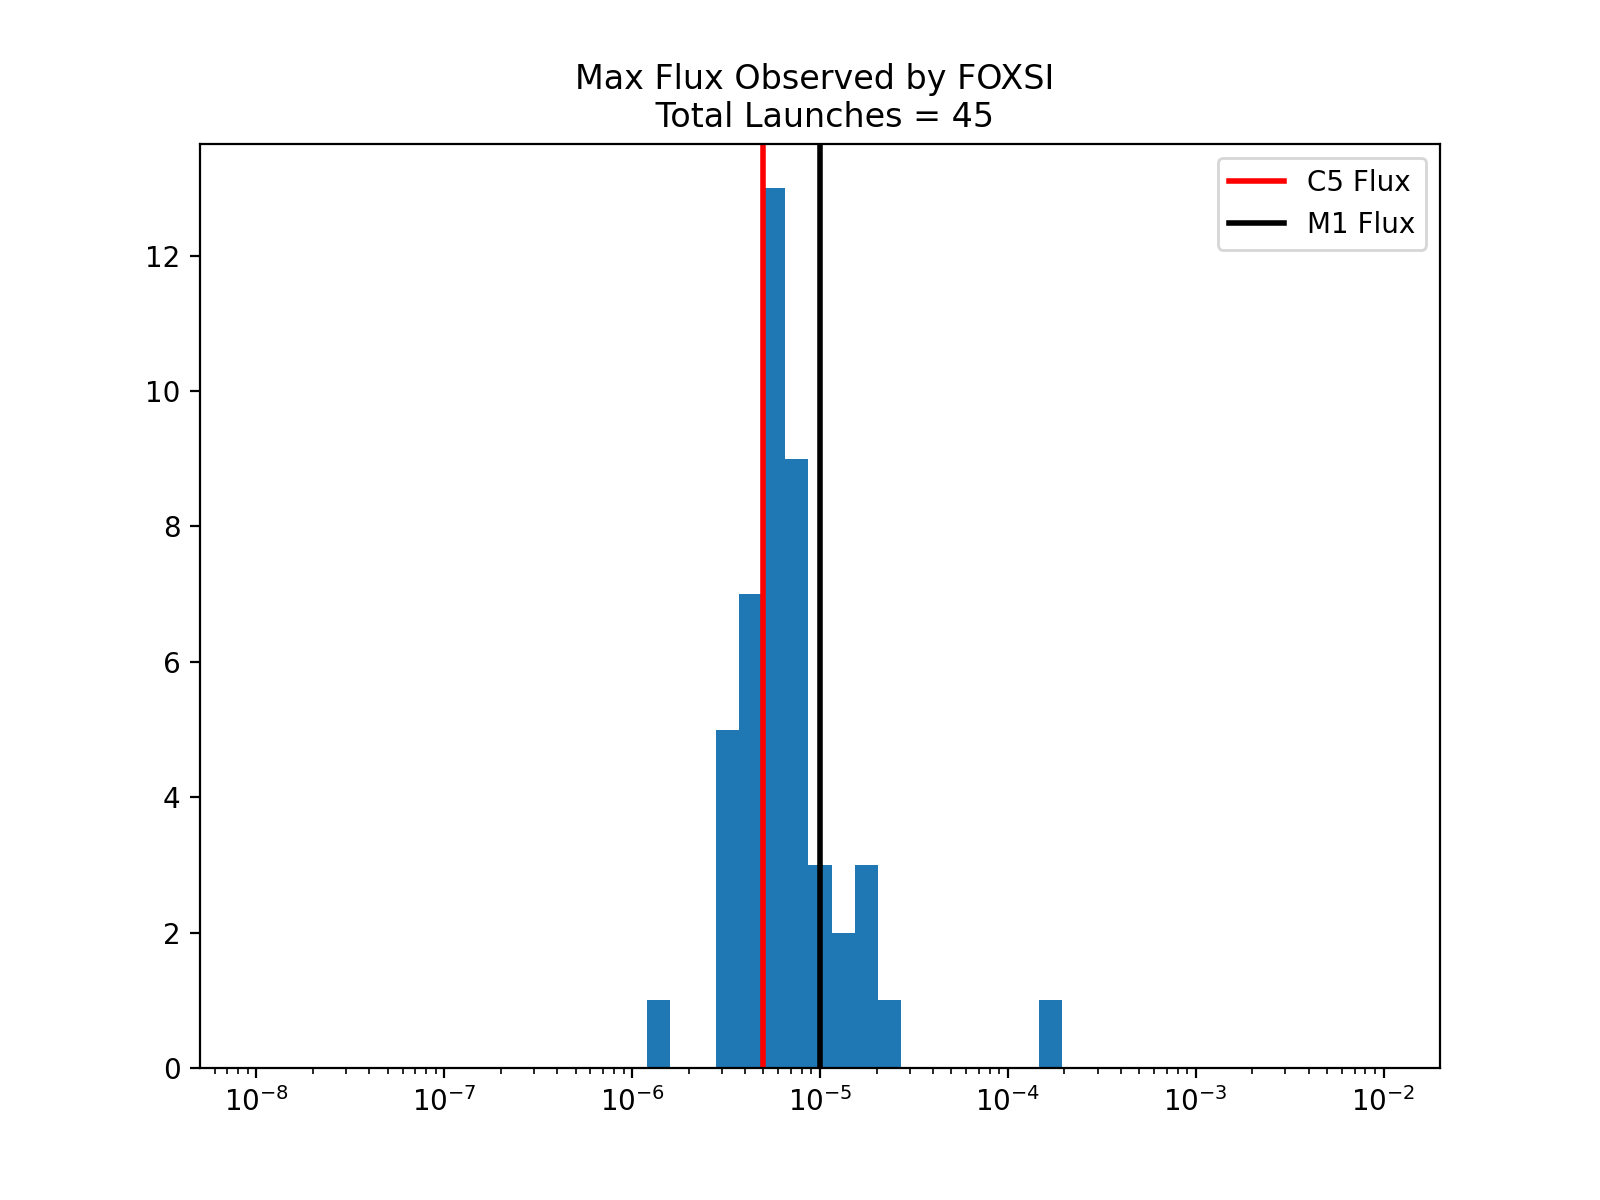 Max Flux Observed by FOXSI
Total Launches = 45
C5 Flux
M1 Flux
12
10
8
6
4
2
0
10⁻⁸ 10⁻⁷ 10⁻⁶ 10⁻⁵ 10⁻⁴ 10⁻³ 10⁻²